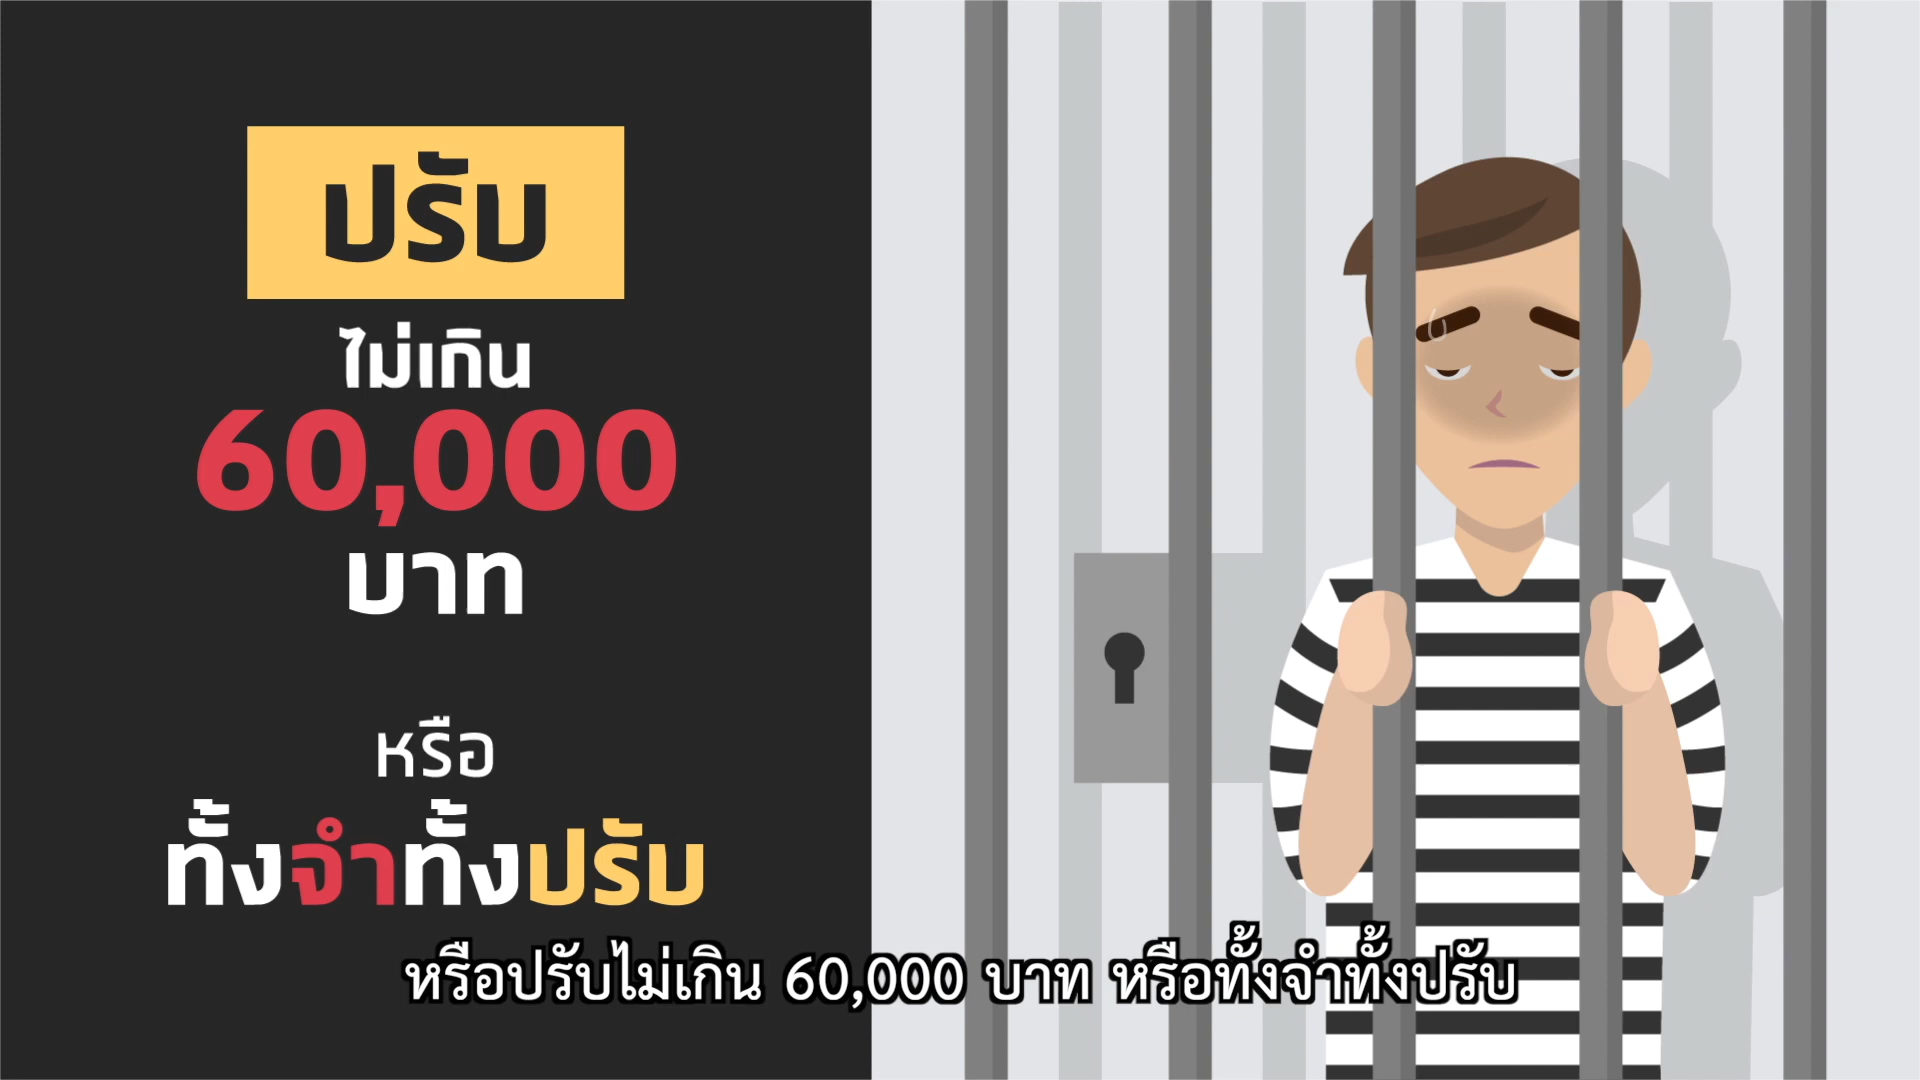 ปรับ
ไม่เกิน
60,000
บาท
หรือ
ทั้งจำทั้งปรับ
หรือปรับไม่เกิน 60,000 บาท หรือทั้งจำทั้งปรับ